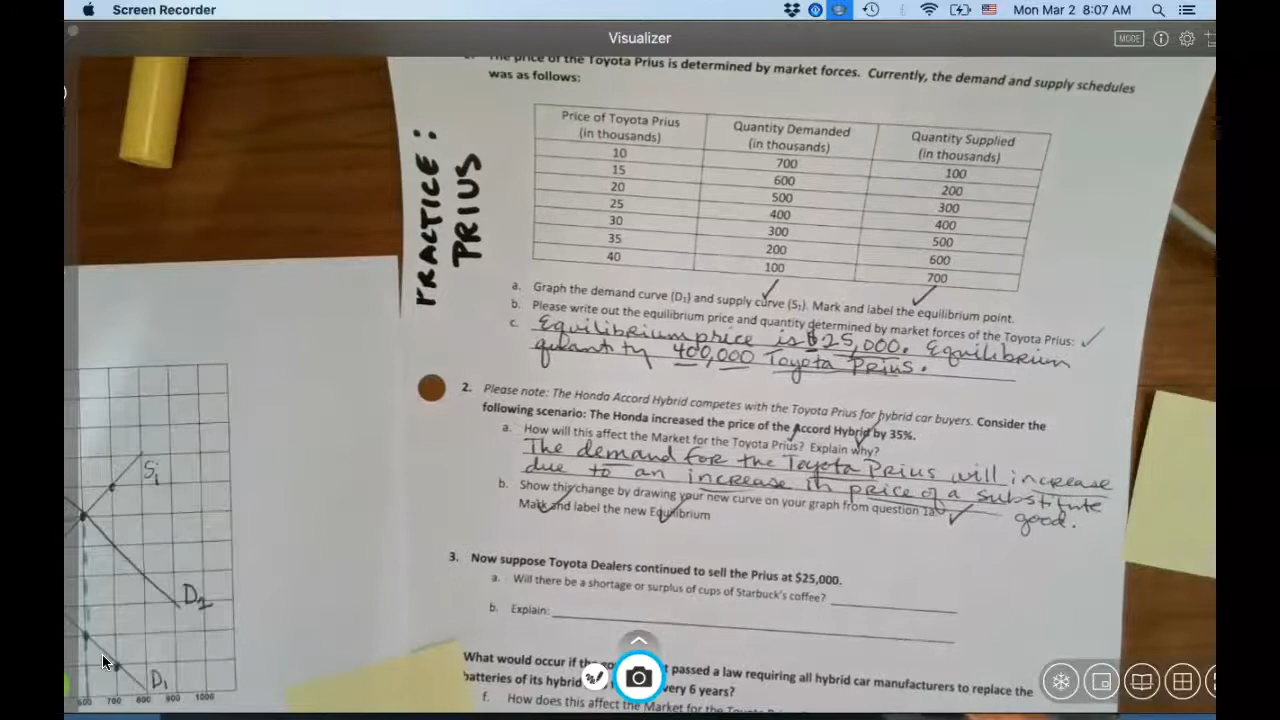 Screen Recorder
Mon Mar 2 8:07 AM
Visualizer
MODE
The price of the Toyota Prius is determined by market forces. Currently, the demand and supply schedules
was as follows:
PRACTICE:
PRIUS
Price of Toyota Prius (in thousands) Quantity Demanded (in thousands) Quantity Supplied (in thousands)
10 700 100
15 600 200
20 500 300
25 400 400
30 300 500
35 200 600
40 100 700
a. Graph the demand curve (D₁) and supply curve (S₁). Mark and label the equilibrium point.
b. Please write out the equilibrium price and quantity determined by market forces of the Toyota Prius:
c. Equilibrium price is $25,000. Equilibrium
quantity 400,000 Toyota Prius.
2. Please note: The Honda Accord Hybrid competes with the Toyota Prius for hybrid car buyers. Consider the
following scenario: The Honda increased the price of the Accord Hybrid by 35%.
a. How will this affect the Market for the Toyota Prius? Explain why?
The demand for the Toyota Prius will increase
due to an increase in price of a substitute
good.
b. Show this change by drawing your new curve on your graph from question 1a.
Mark and label the new Equilibrium
3. Now suppose Toyota Dealers continued to sell the Prius at $25,000.
a. Will there be a shortage or surplus of cups of Starbuck's coffee?
b. Explain:
What would occur if the passed a law requiring all hybrid car manufacturers to replace the
batteries of its hybrid every 6 years?
f. How does this affect the Market for the Toyota
S₁
D₂
D₁
600 700 800 900 1000